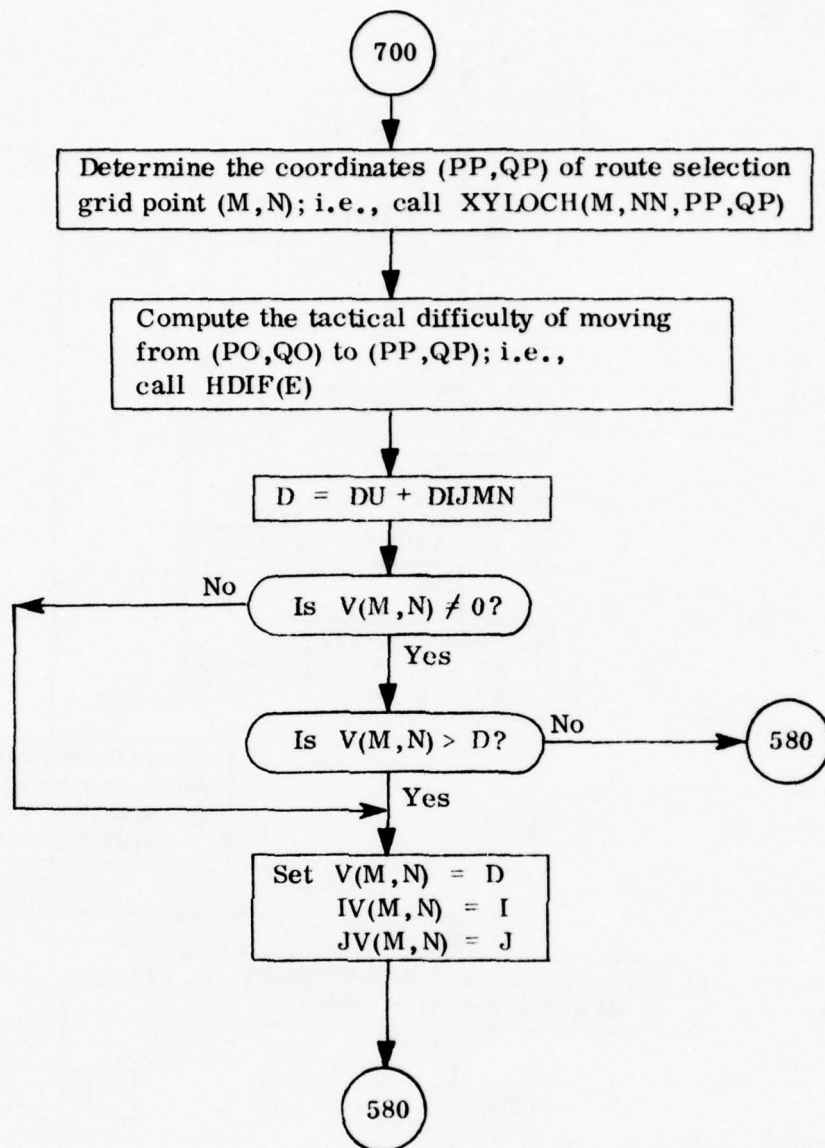 700
Determine the coordinates (PP,QP) of route selection
grid point (M,N); i.e., call XYLOCH(M,NN,PP,QP)
Compute the tactical difficulty of moving
from (PO,QO) to (PP,QP); i.e.,
call HDIF(E)
D = DU + DIJMN
No
Is V(M,N) ≠ 0?
Yes
Is V(M,N) > D?
No
580
Yes
Set V(M,N) = D
IV(M,N) = I
JV(M,N) = J
580